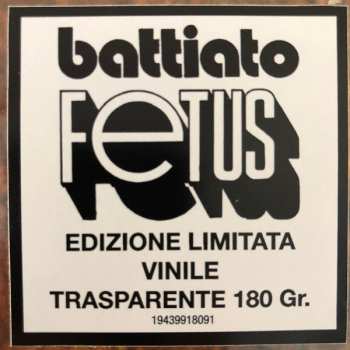 battiato
FeTUS
EDIZIONE LIMITATA
VINILE
TRASPARENTE 180 Gr.
19439918091